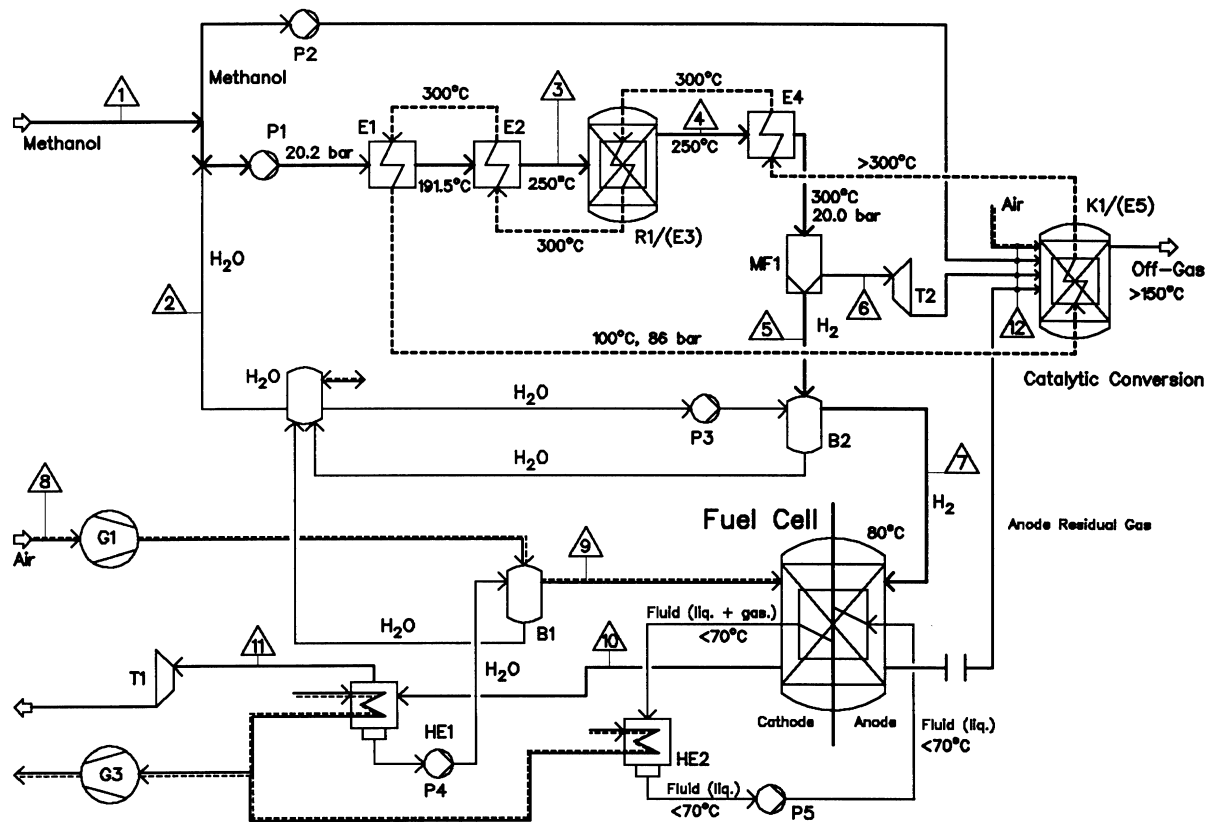 P2
Methanol
1
Methanol
P1
20.2 bar
E1
300°C
E2
191.5°C
3
250°C
300°C
300°C
R1/(E3)
4
250°C
E4
>300°C
300°C
20.0 bar
Air
K1/(E5)
Off-Gas
>150°C
12
Catalytic Conversion
MF1
6
T2
5
H2
H2O
2
100°C, 86 bar
H2O
H2O
P3
B2
H2O
7
H2
8
Air
G1
9
B1
H2O
H2O
Fuel Cell
80°C
Anode Residual Gas
Fluid (liq. + gas.)
<70°C
10
11
T1
HE1
P4
G3
Cathode
Anode
Fluid (liq.)
<70°C
HE2
Fluid (liq.)
<70°C
P5